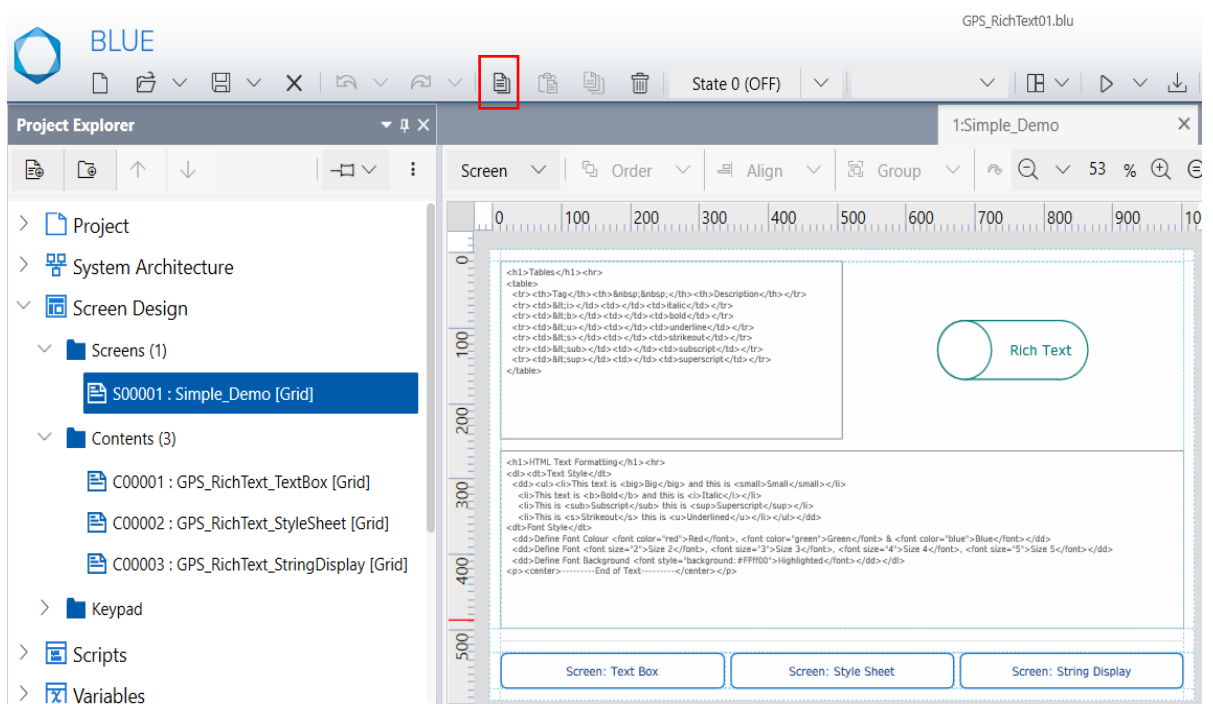 GPS_RichText01.blu
BLUE
State 0 (OFF)
Project Explorer
1:Simple_Demo
Screen
Order
Align
Group
53 %
0 100 200 300 400 500 600 700 800 900 10
0
100
200
300
400
500
Project
System Architecture
Screen Design
Screens (1)
S00001 : Simple_Demo [Grid]
Contents (3)
C00001 : GPS_RichText_TextBox [Grid]
C00002 : GPS_RichText_StyleSheet [Grid]
C00003 : GPS_RichText_StringDisplay [Grid]
Keypad
Scripts
Variables
<h1>Tables</h1><hr>
<table>
<tr><th>Tag</th><th>&nbsp;&nbsp;</th><th>Description</th></tr>
<tr><td>&lt;i></td><td></td><td>italic</td></tr>
<tr><td>&lt;b></td><td></td><td>bold</td></tr>
<tr><td>&lt;u></td><td></td><td>underline</td></tr>
<tr><td>&lt;s></td><td></td><td>strikeout</td></tr>
<tr><td>&lt;sub></td><td></td><td>subscript</td></tr>
<tr><td>&lt;sup></td><td></td><td>superscript</td></tr>
</table>
Rich Text
<h1>HTML Text Formatting</h1><hr>
<dl><dt>Text Style</dt>
<dd><ul><li>This text is <big>Big</big> and this is <small>Small</small></li>
<li>This text is <b>Bold</b> and this is <i>Italic</i></li>
<li>This is <sub>Subscript</sub> this is <sup>Superscript</sup></li>
<li>This is <s>Strikeout</s> this is <u>Underlined</u></li></ul></dd>
<dt>Font Style</dt>
<dd>Define Font Colour <font color="red">Red</font>, <font color="green">Green</font> & <font color="blue">Blue</font></dd>
<dd>Define Font <font size="2">Size 2</font>, <font size="3">Size 3</font>, <font size="4">Size 4</font>, <font size="5">Size 5</font></dd>
<dd>Define Font Background <font style="background:#FFff00">Highlighted</font></dd></dl>
<p><center>---------End of Text---------</center></p>
Screen: Text Box
Screen: Style Sheet
Screen: String Display